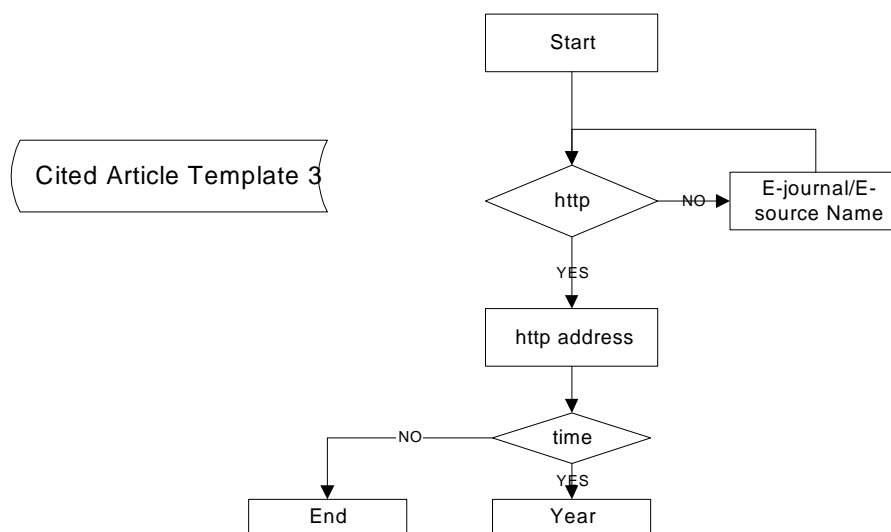 Start
Cited Article Template 3
http
NO
E-journal/E-
source Name
YES
http address
time
NO
YES
End
Year